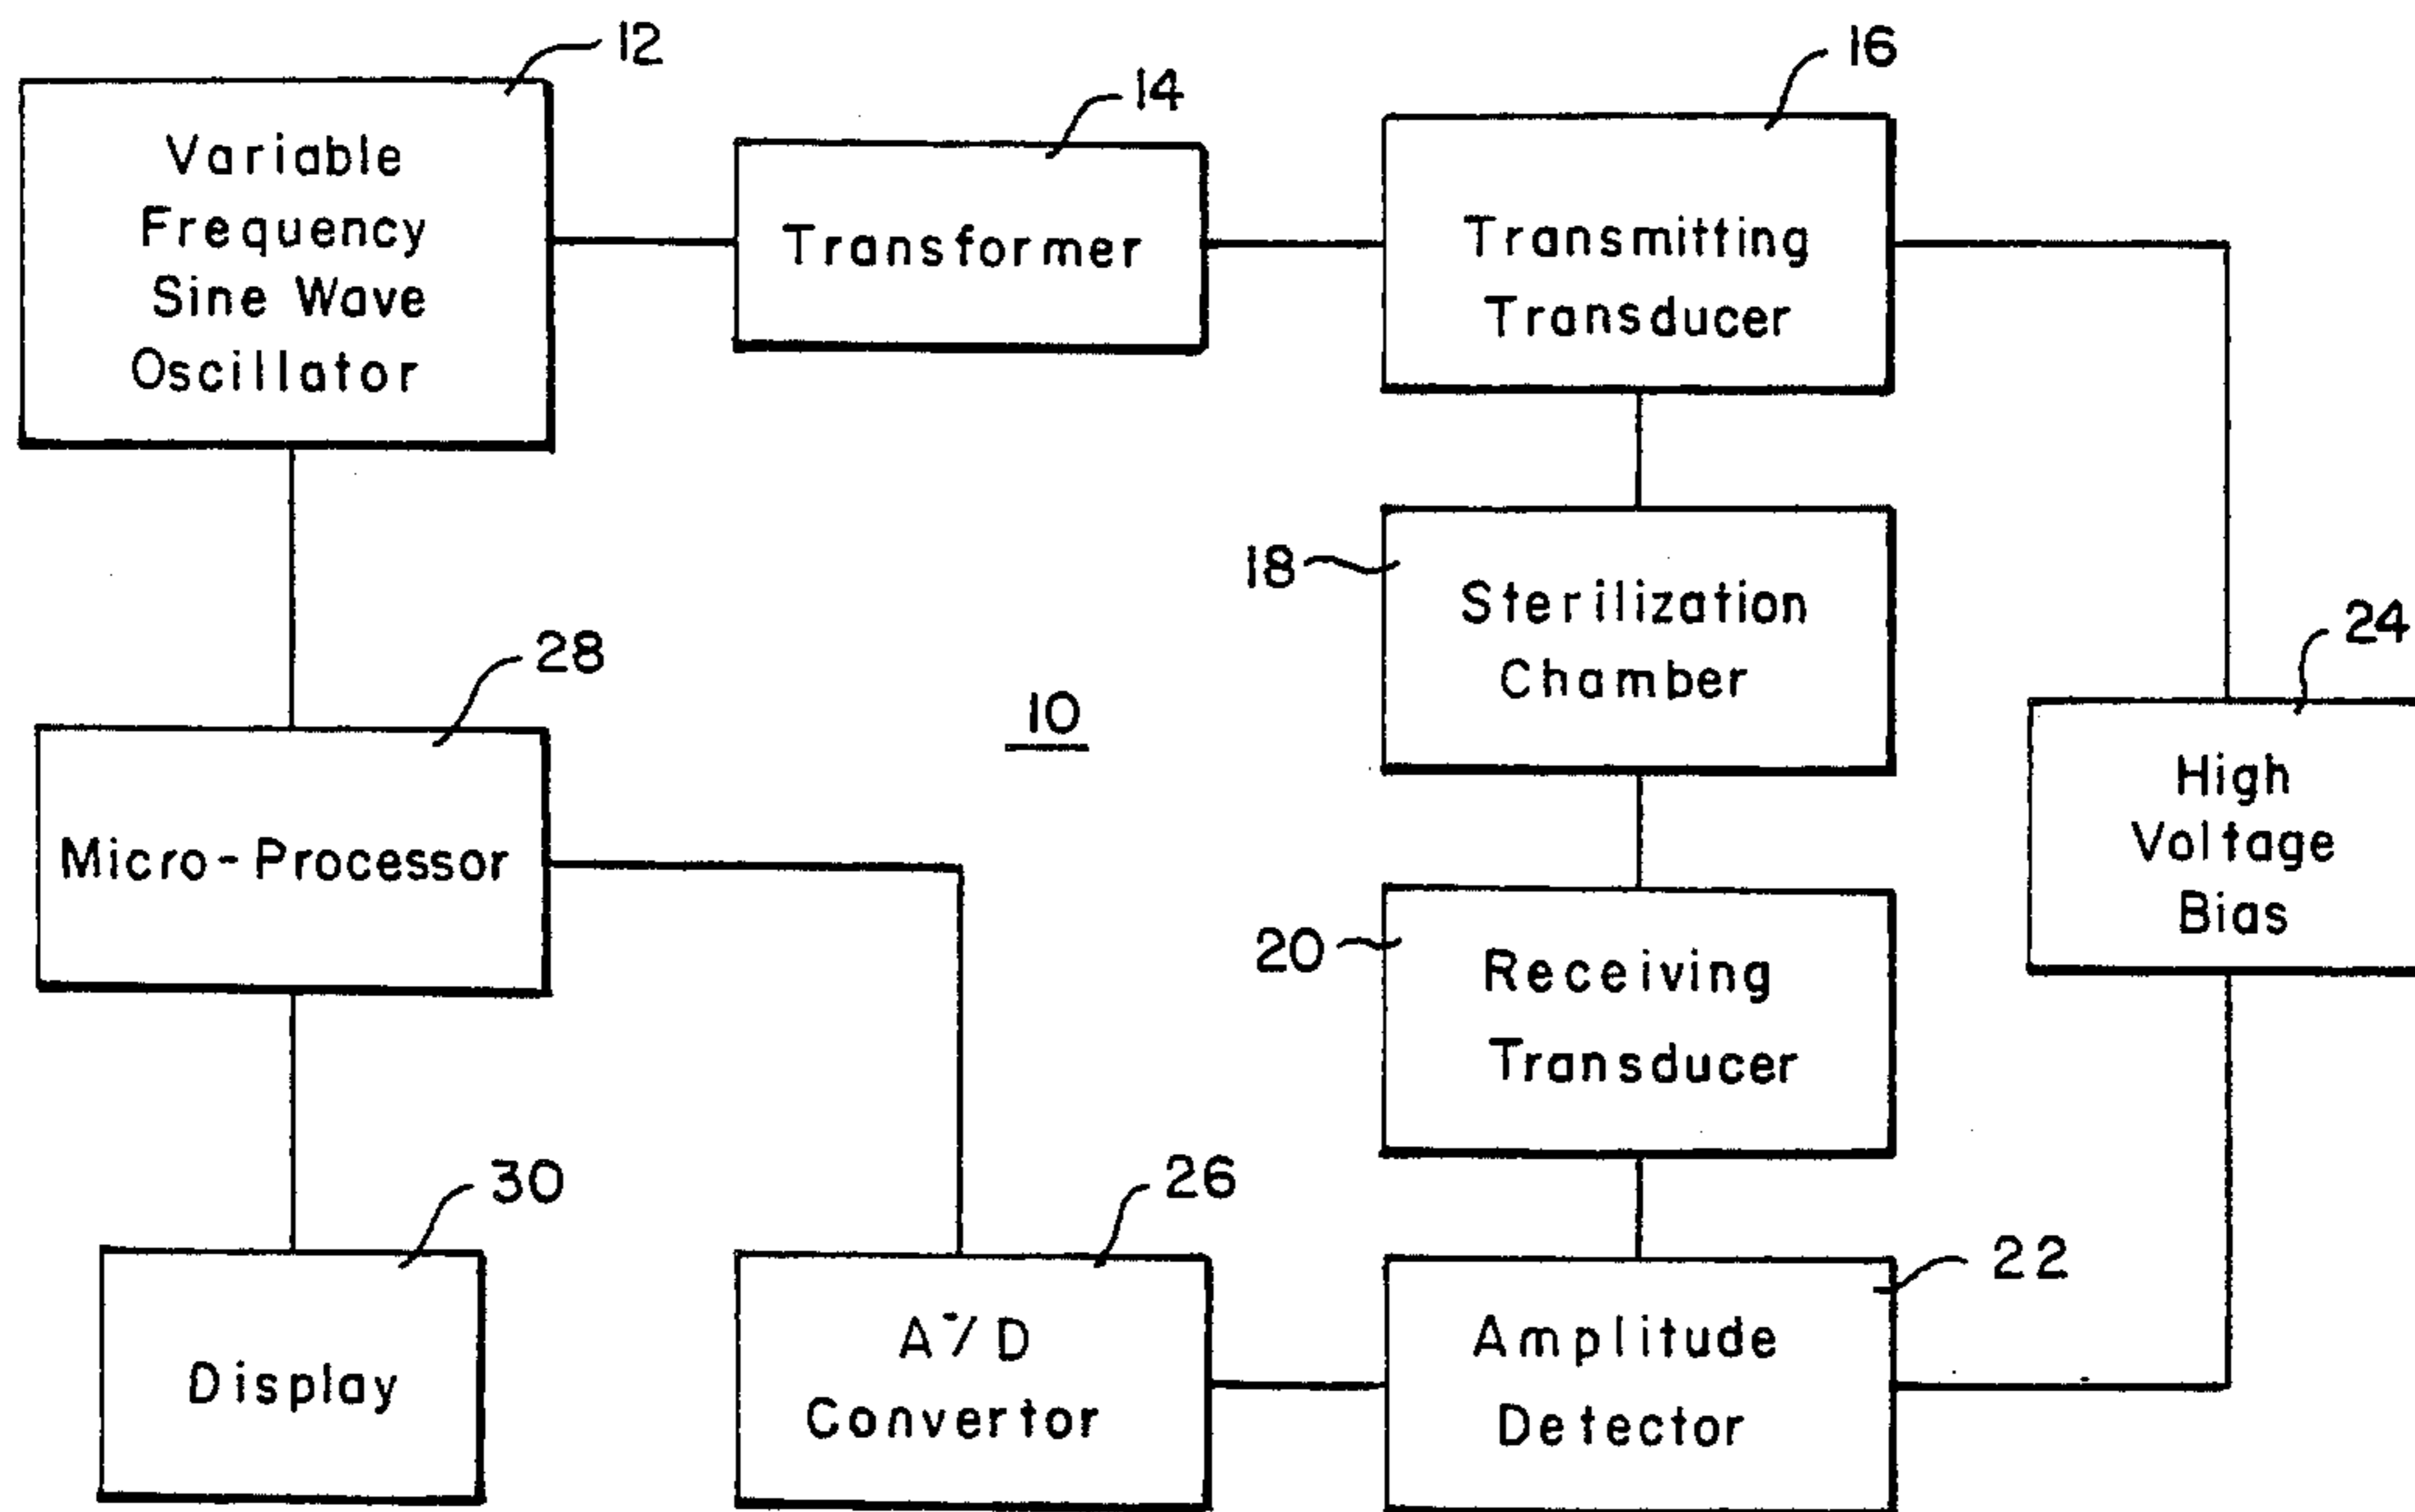 12
Variable
Frequency
Sine Wave
Oscillator
14
Transformer
16
Transmitting
Transducer
18
Sterilization
Chamber
24
High
Voltage
Bias
28
Micro-Processor
10
20
Receiving
Transducer
30
Display
26
A/D
Convertor
22
Amplitude
Detector